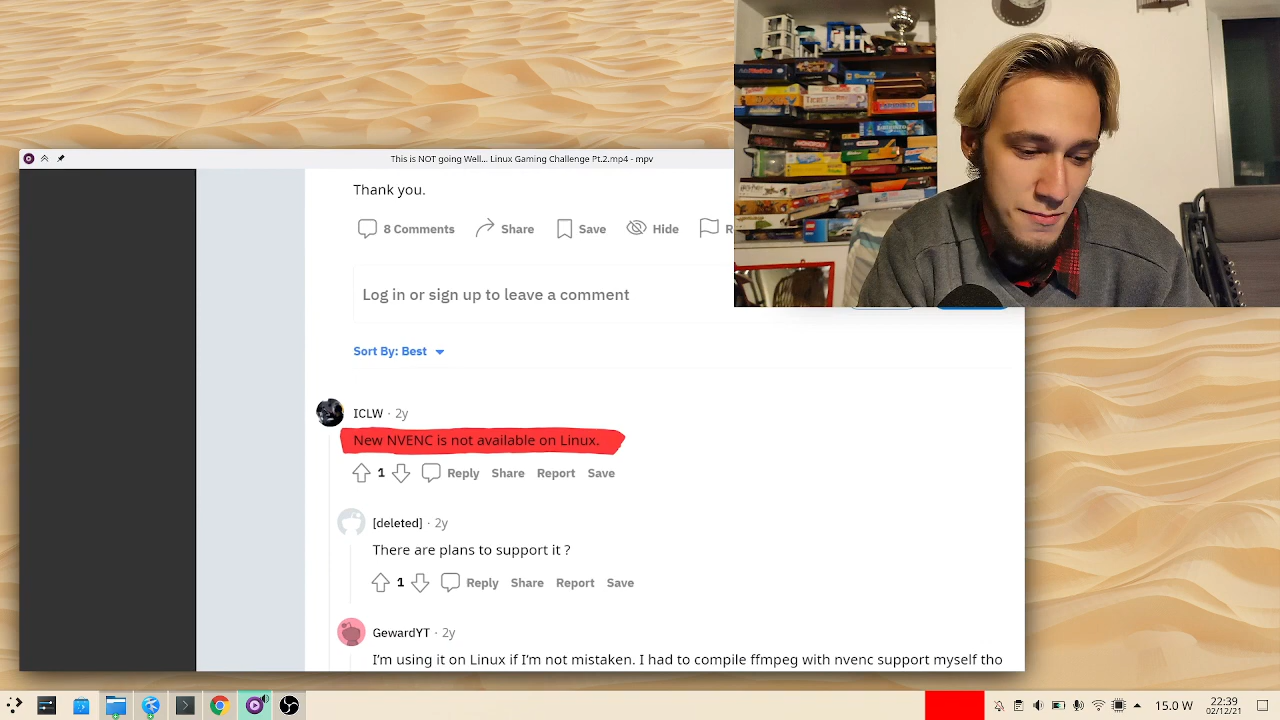 This is NOT going Well... Linux Gaming Challenge Pt.2.mp4 - mpv
Thank you.
8 Comments Share Save Hide R
Log in or sign up to leave a comment
Sort By: Best
ICLW · 2y
New NVENC is not available on Linux.
1 Reply Share Report Save
[deleted] · 2y
There are plans to support it ?
1 Reply Share Report Save
GewardYT · 2y
I'm using it on Linux if I'm not mistaken. I had to compile ffmpeg with nvenc support myself tho
15.0 W
22:39
02/12/21
MONOPOLY